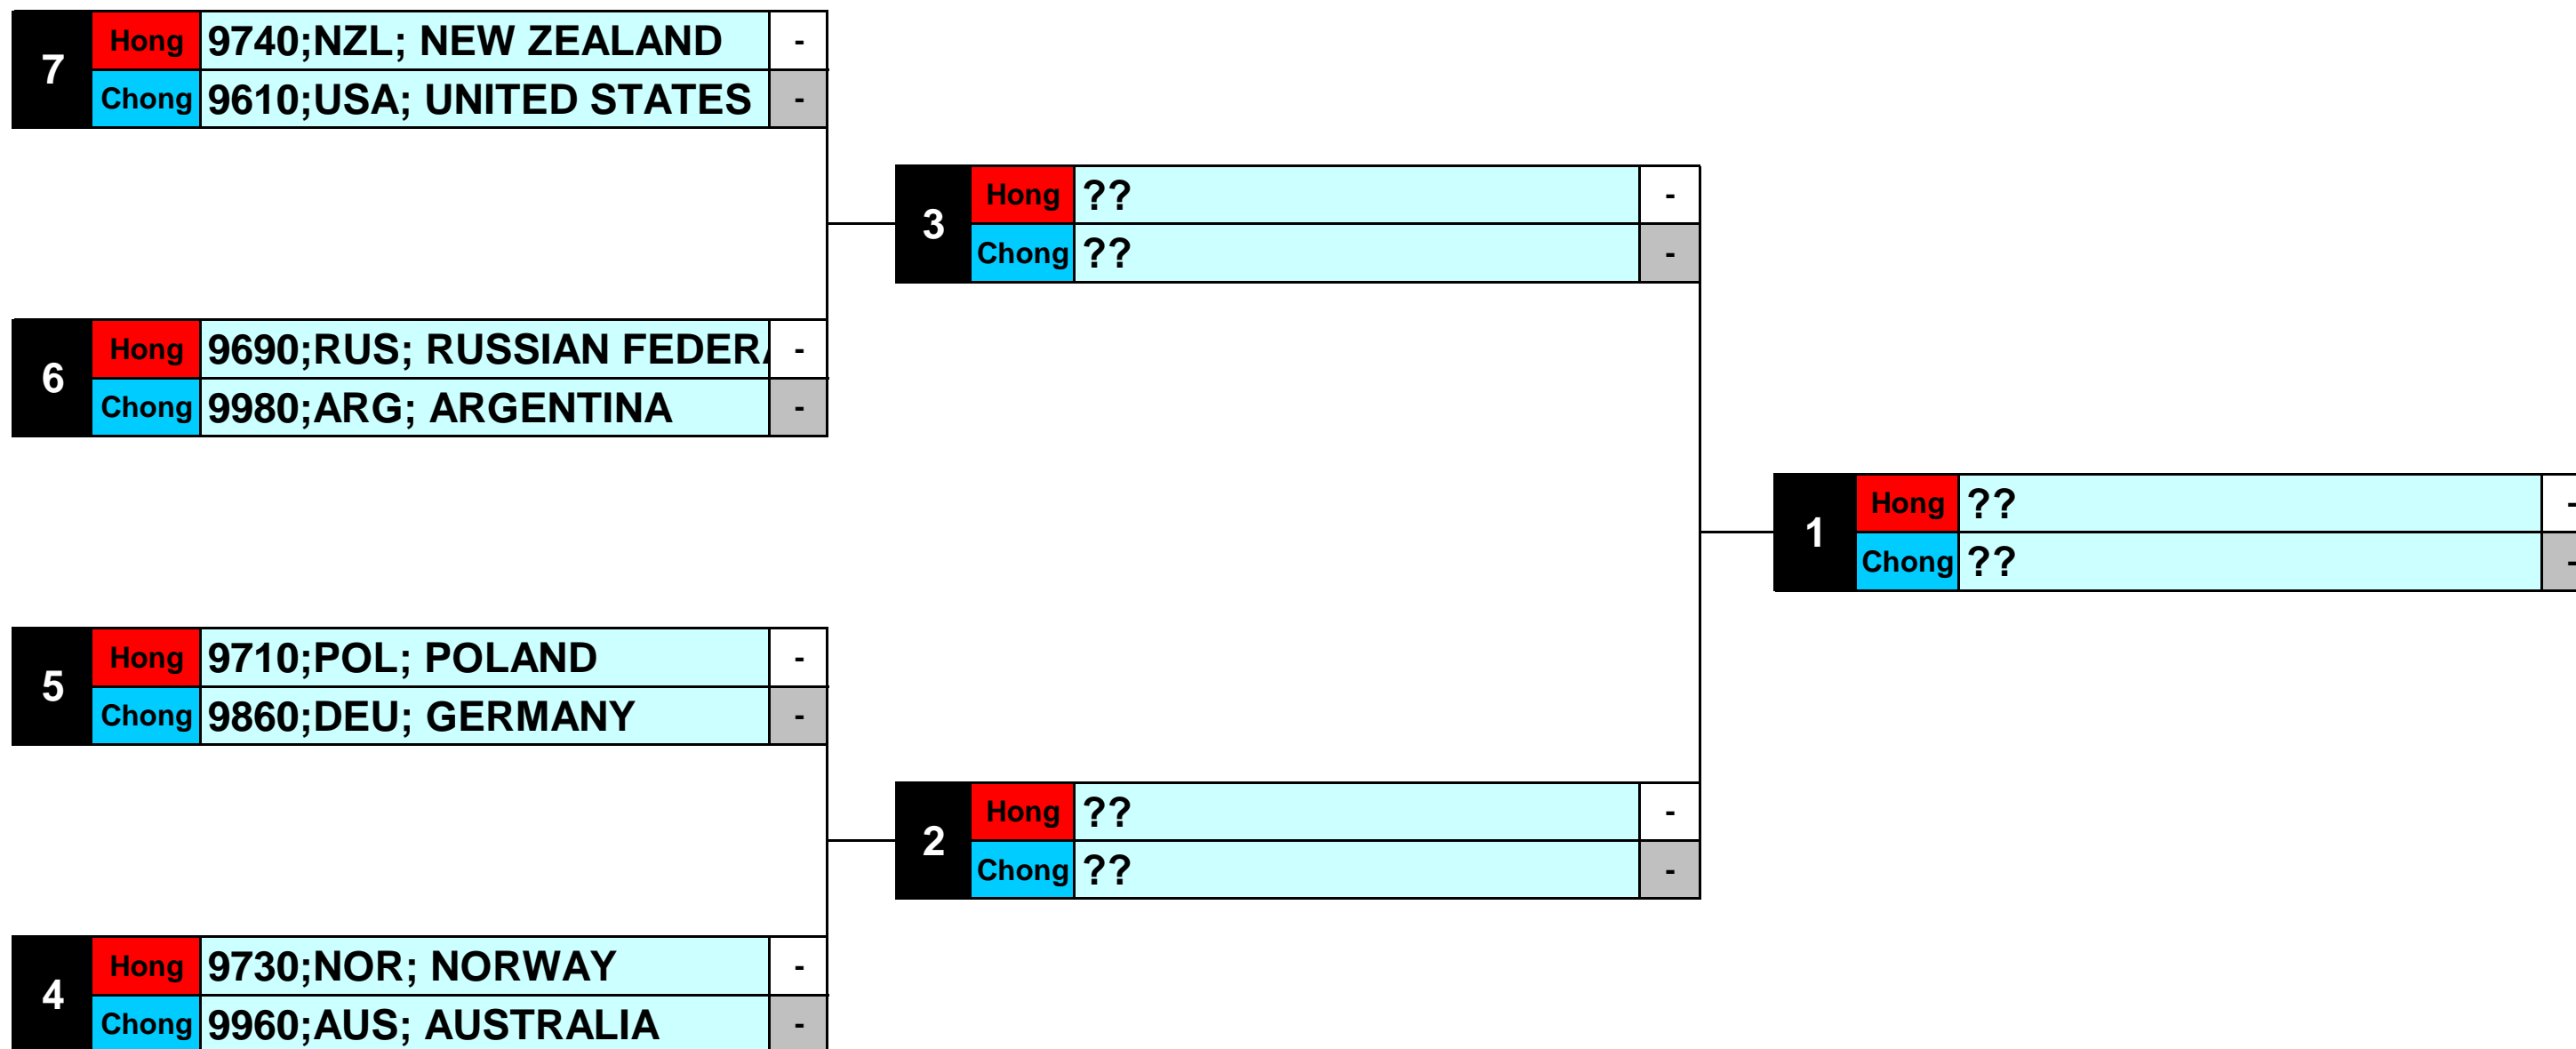 7 Hong 9740;NZL; NEW ZEALAND -
Chong 9610;USA; UNITED STATES -
3 Hong ?? -
Chong ?? -
6 Hong 9690;RUS; RUSSIAN FEDERA -
Chong 9980;ARG; ARGENTINA -
1 Hong ?? -
Chong ?? -
5 Hong 9710;POL; POLAND -
Chong 9860;DEU; GERMANY -
2 Hong ?? -
Chong ?? -
4 Hong 9730;NOR; NORWAY -
Chong 9960;AUS; AUSTRALIA -